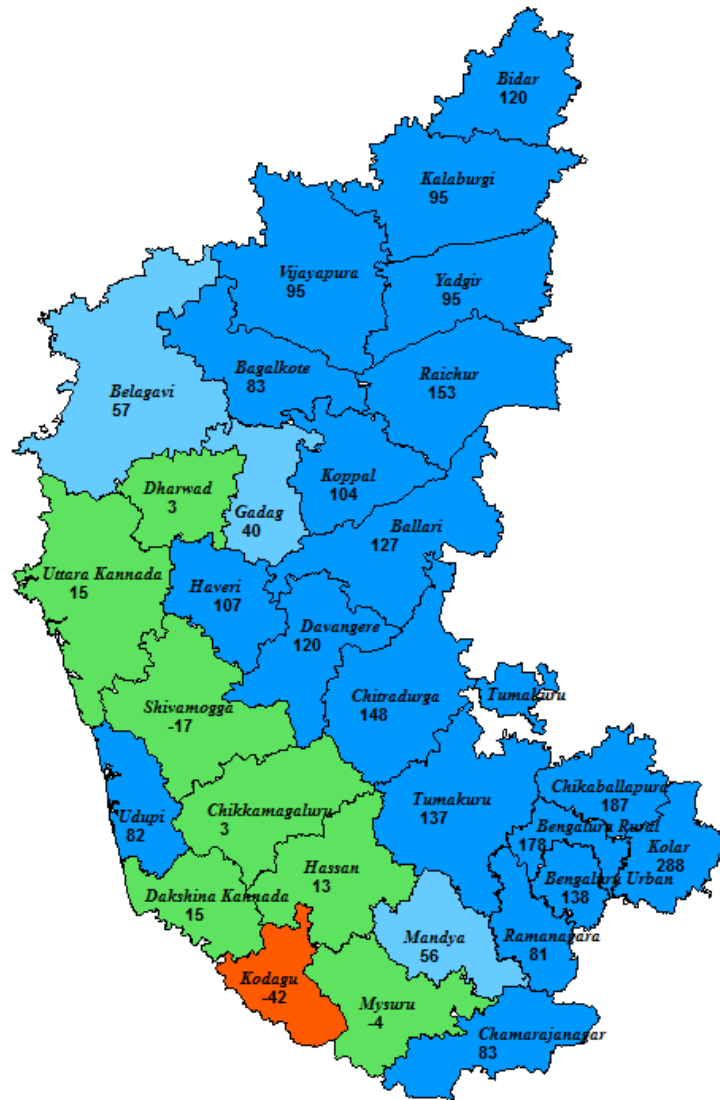 Bidar
120
Kalaburgi
95
Vijayapura
95
Yadgir
95
Bagalkote
83
Raichur
153
Belagavi
57
Dharwad
3
Gadag
40
Koppal
104
Ballari
127
Uttara Kannada
15
Haveri
107
Davangere
120
Shivamogga
-17
Chitradurga
148
Tumakuru
Udupi
82
Chikkamagaluru
3
Tumakuru
137
Chikaballapura
187
Bengaluru Rural
178
Kolar
288
Bengaluru Urban
138
Hassan
13
Dakshina Kannada
15
Mandya
56
Ramanagara
81
Kodagu
-42
Mysuru
-4
Chamarajanagar
83